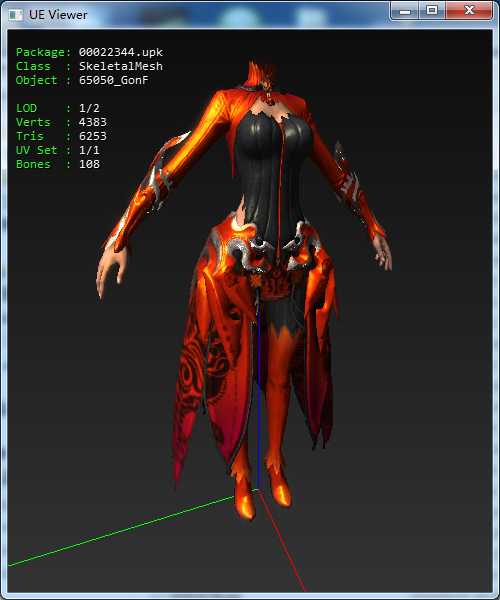 UE Viewer
Package: 00022344.upk
Class : SkeletalMesh
Object : 65050_GonF
LOD : 1/2
Verts : 4383
Tris : 6253
UV Set : 1/1
Bones : 108